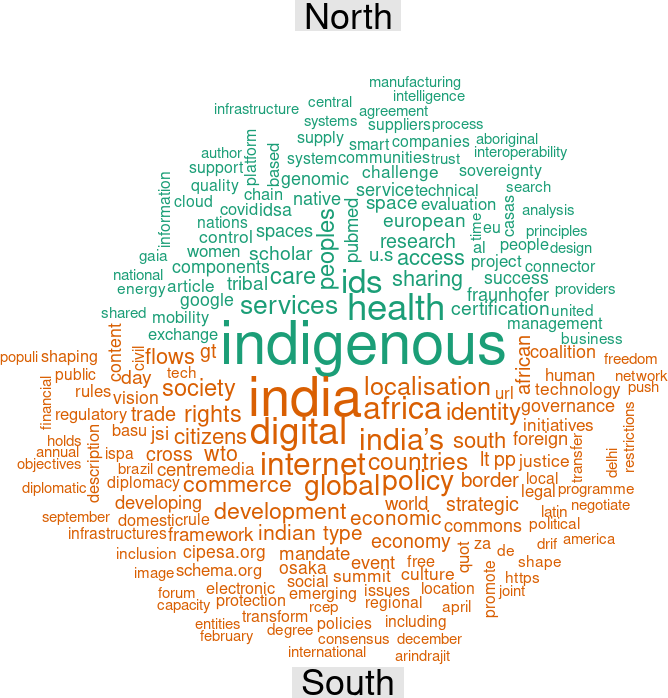 North
manufacturing
intelligence
infrastructure central agreement
systems suppliers process
supply smart companies aboriginal
author platform based system communities trust interoperability
support genomic challenge sovereignty
quality chain native service technical search
information cloud covid idsa peoples pubmed space evaluation casas analysis
nations european time eu principles
control spaces research al people design
gaia women scholar u.s access project connector
national components care ids sharing success
energy article tribal fraunhofer providers
google services health certification united
shared mobility management
exchange indigenous business
populi shaping content civil flows gt african coalition freedom
public day tech human network
financial rules vision society india localisation url technology push
regulatory trade rights africa identity governance
holds basu jsi citizens digital india's south foreign initjatives restrictions
annual description ispa cross wto internet countries lt pp justice transfer delhi
objectives brazil centre media policy border local
diplomatic diplomacy commerce global legal programme
developing world strategic latin negotiate
september domestic rule development economic commons political
infrastructures framework indian type economy quot za drif america
inclusion cipesa.org mandate event free de shape
image schema.org osaka summit culture https
forum electronic social emerging issues location promote joint
capacity protection rcep regional april
entities transform policies including
february degree consensus december
international arindrajit
South